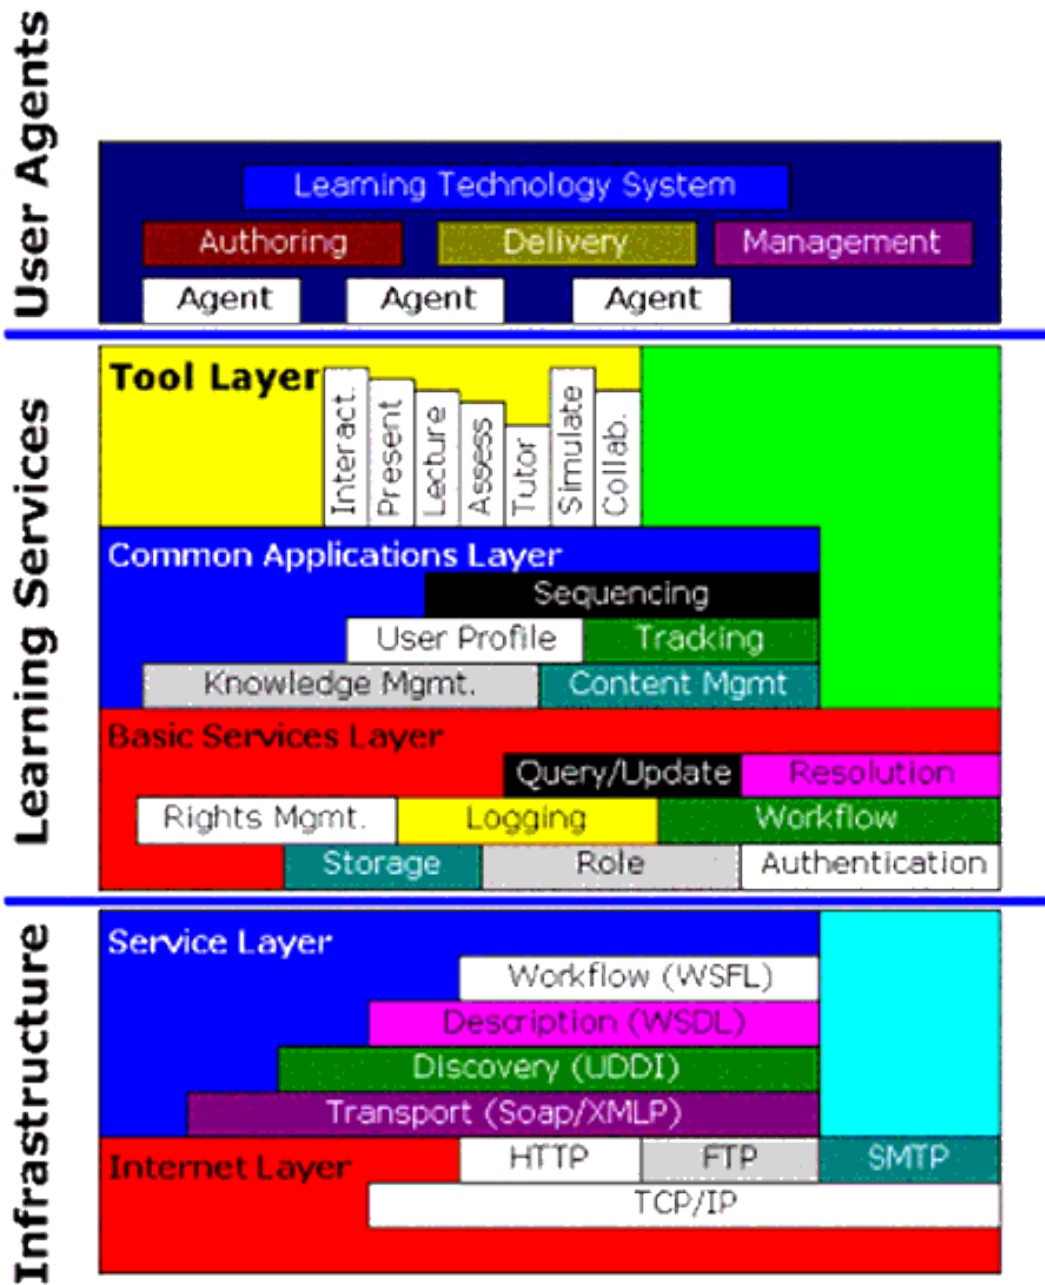 User Agents
Learning Technology System
Authoring Delivery Management
Agent Agent Agent
Learning Services
Tool Layer
Interact. Present Lecture Assess Tutor Simulate Collab.
Common Applications Layer
Sequencing
User Profile Tracking
Knowledge Mgmt. Content Mgmt
Basic Services Layer
Query/Update Resolution
Rights Mgmt. Logging Workflow
Storage Role Authentication
Infrastructure
Service Layer
Workflow (WSFL)
Description (WSDL)
Discovery (UDDI)
Transport (Soap/XMLP)
Internet Layer
HTTP FTP SMTP
TCP/IP